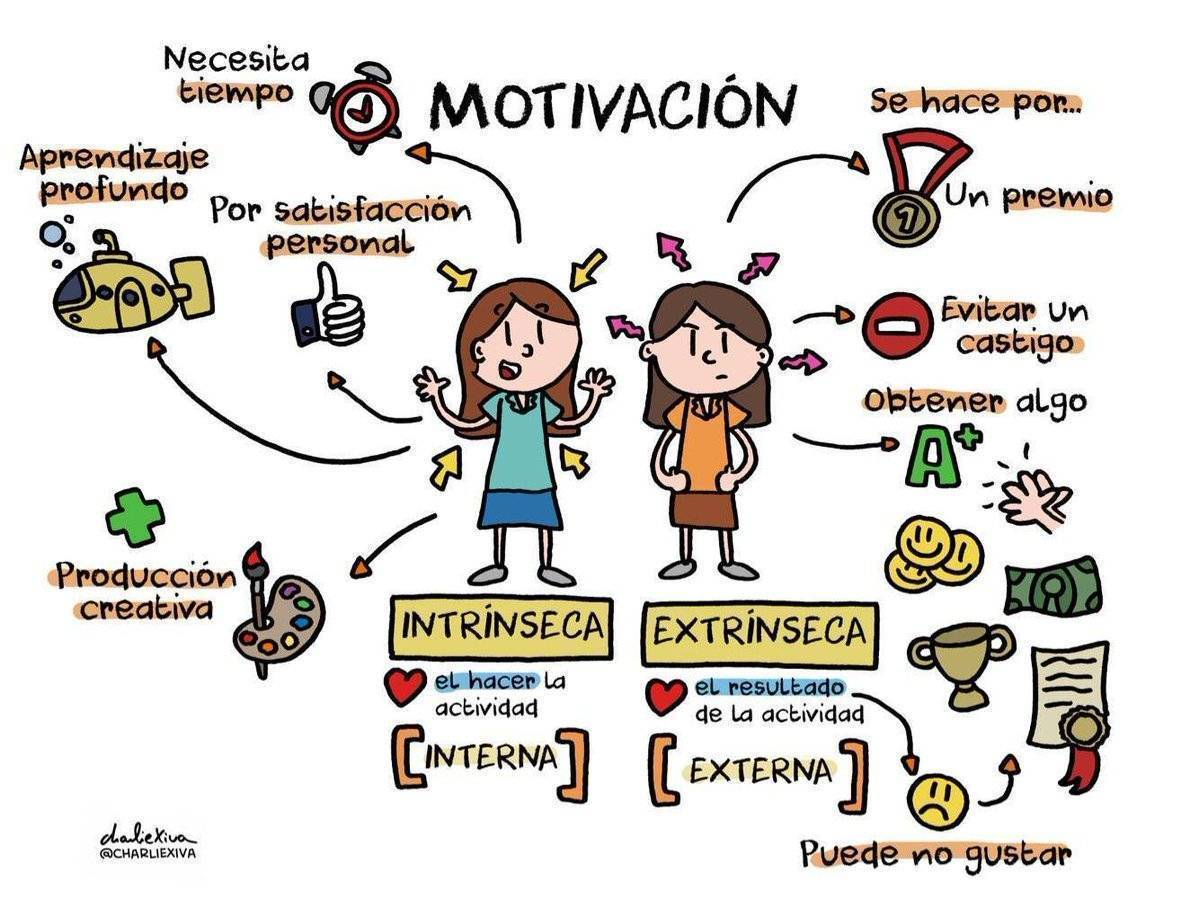 MOTIVACIÓN
Necesita
tiempo
Aprendizaje
profundo
Por satisfacción
personal
Producción
creativa
INTRÍNSECA
el hacer la
actividad
INTERNA
Se hace por...
1
Un premio
Evitar un
castigo
Obtener algo
A+
EXTRÍNSECA
el resultado
de la actividad
EXTERNA
Puede no gustar
charlieXiva
@CHARLIEXIVA